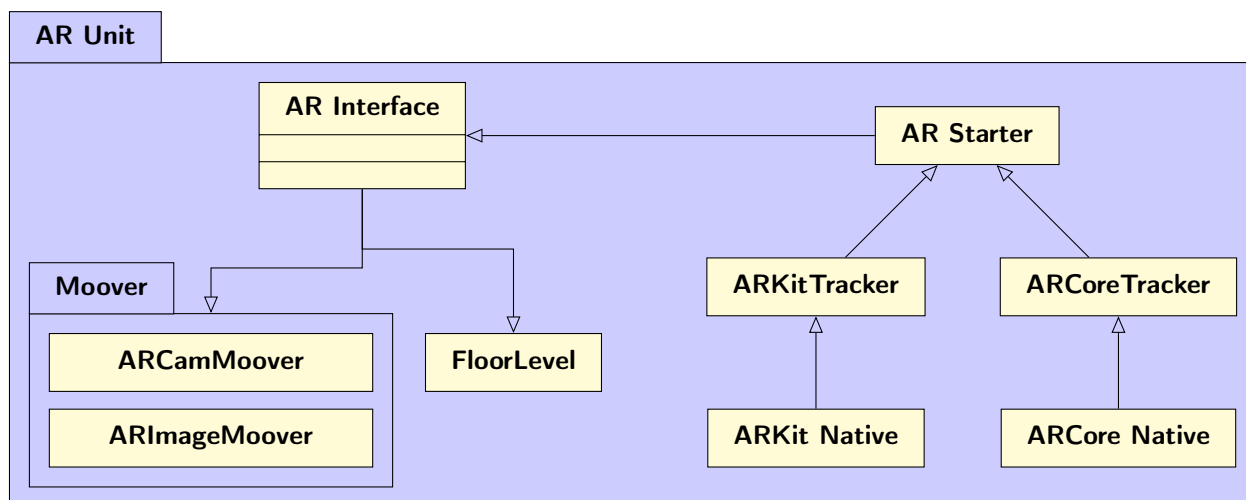 AR Unit
AR Interface
AR Starter
Moover
ARKitTracker
ARCoreTracker
ARCamMoover
FloorLevel
ARImageMoover
ARKit Native
ARCore Native